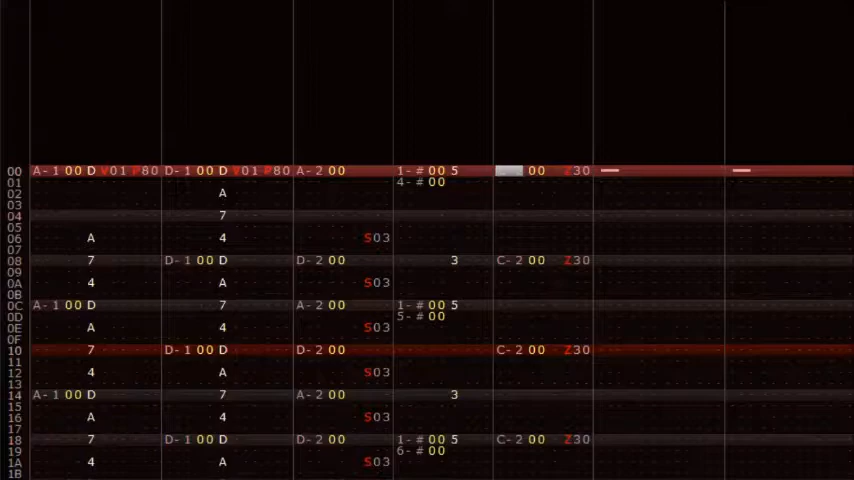 00 A-1 00 D V01 P80 D-1 00 D V01 P80 A-2 00 1-# 00 5 00 Z30
01 4-# 00
02 A
03
04 7
05
06 A 4 S03
07
08 7 D-1 00 D D-2 00 3 C-2 00 Z30
09
0A 4 A S03
0B
0C A-1 00 D 7 A-2 00 1-# 00 5
0D 5-# 00
0E A 4 S03
0F
10 7 D-1 00 D D-2 00 C-2 00 Z30
11
12 4 A S03
13
14 A-1 00 D 7 A-2 00 3
15
16 A 4 S03
17
18 7 D-1 00 D D-2 00 1-# 00 5 C-2 00 Z30
19 6-# 00
1A 4 A S03
1B